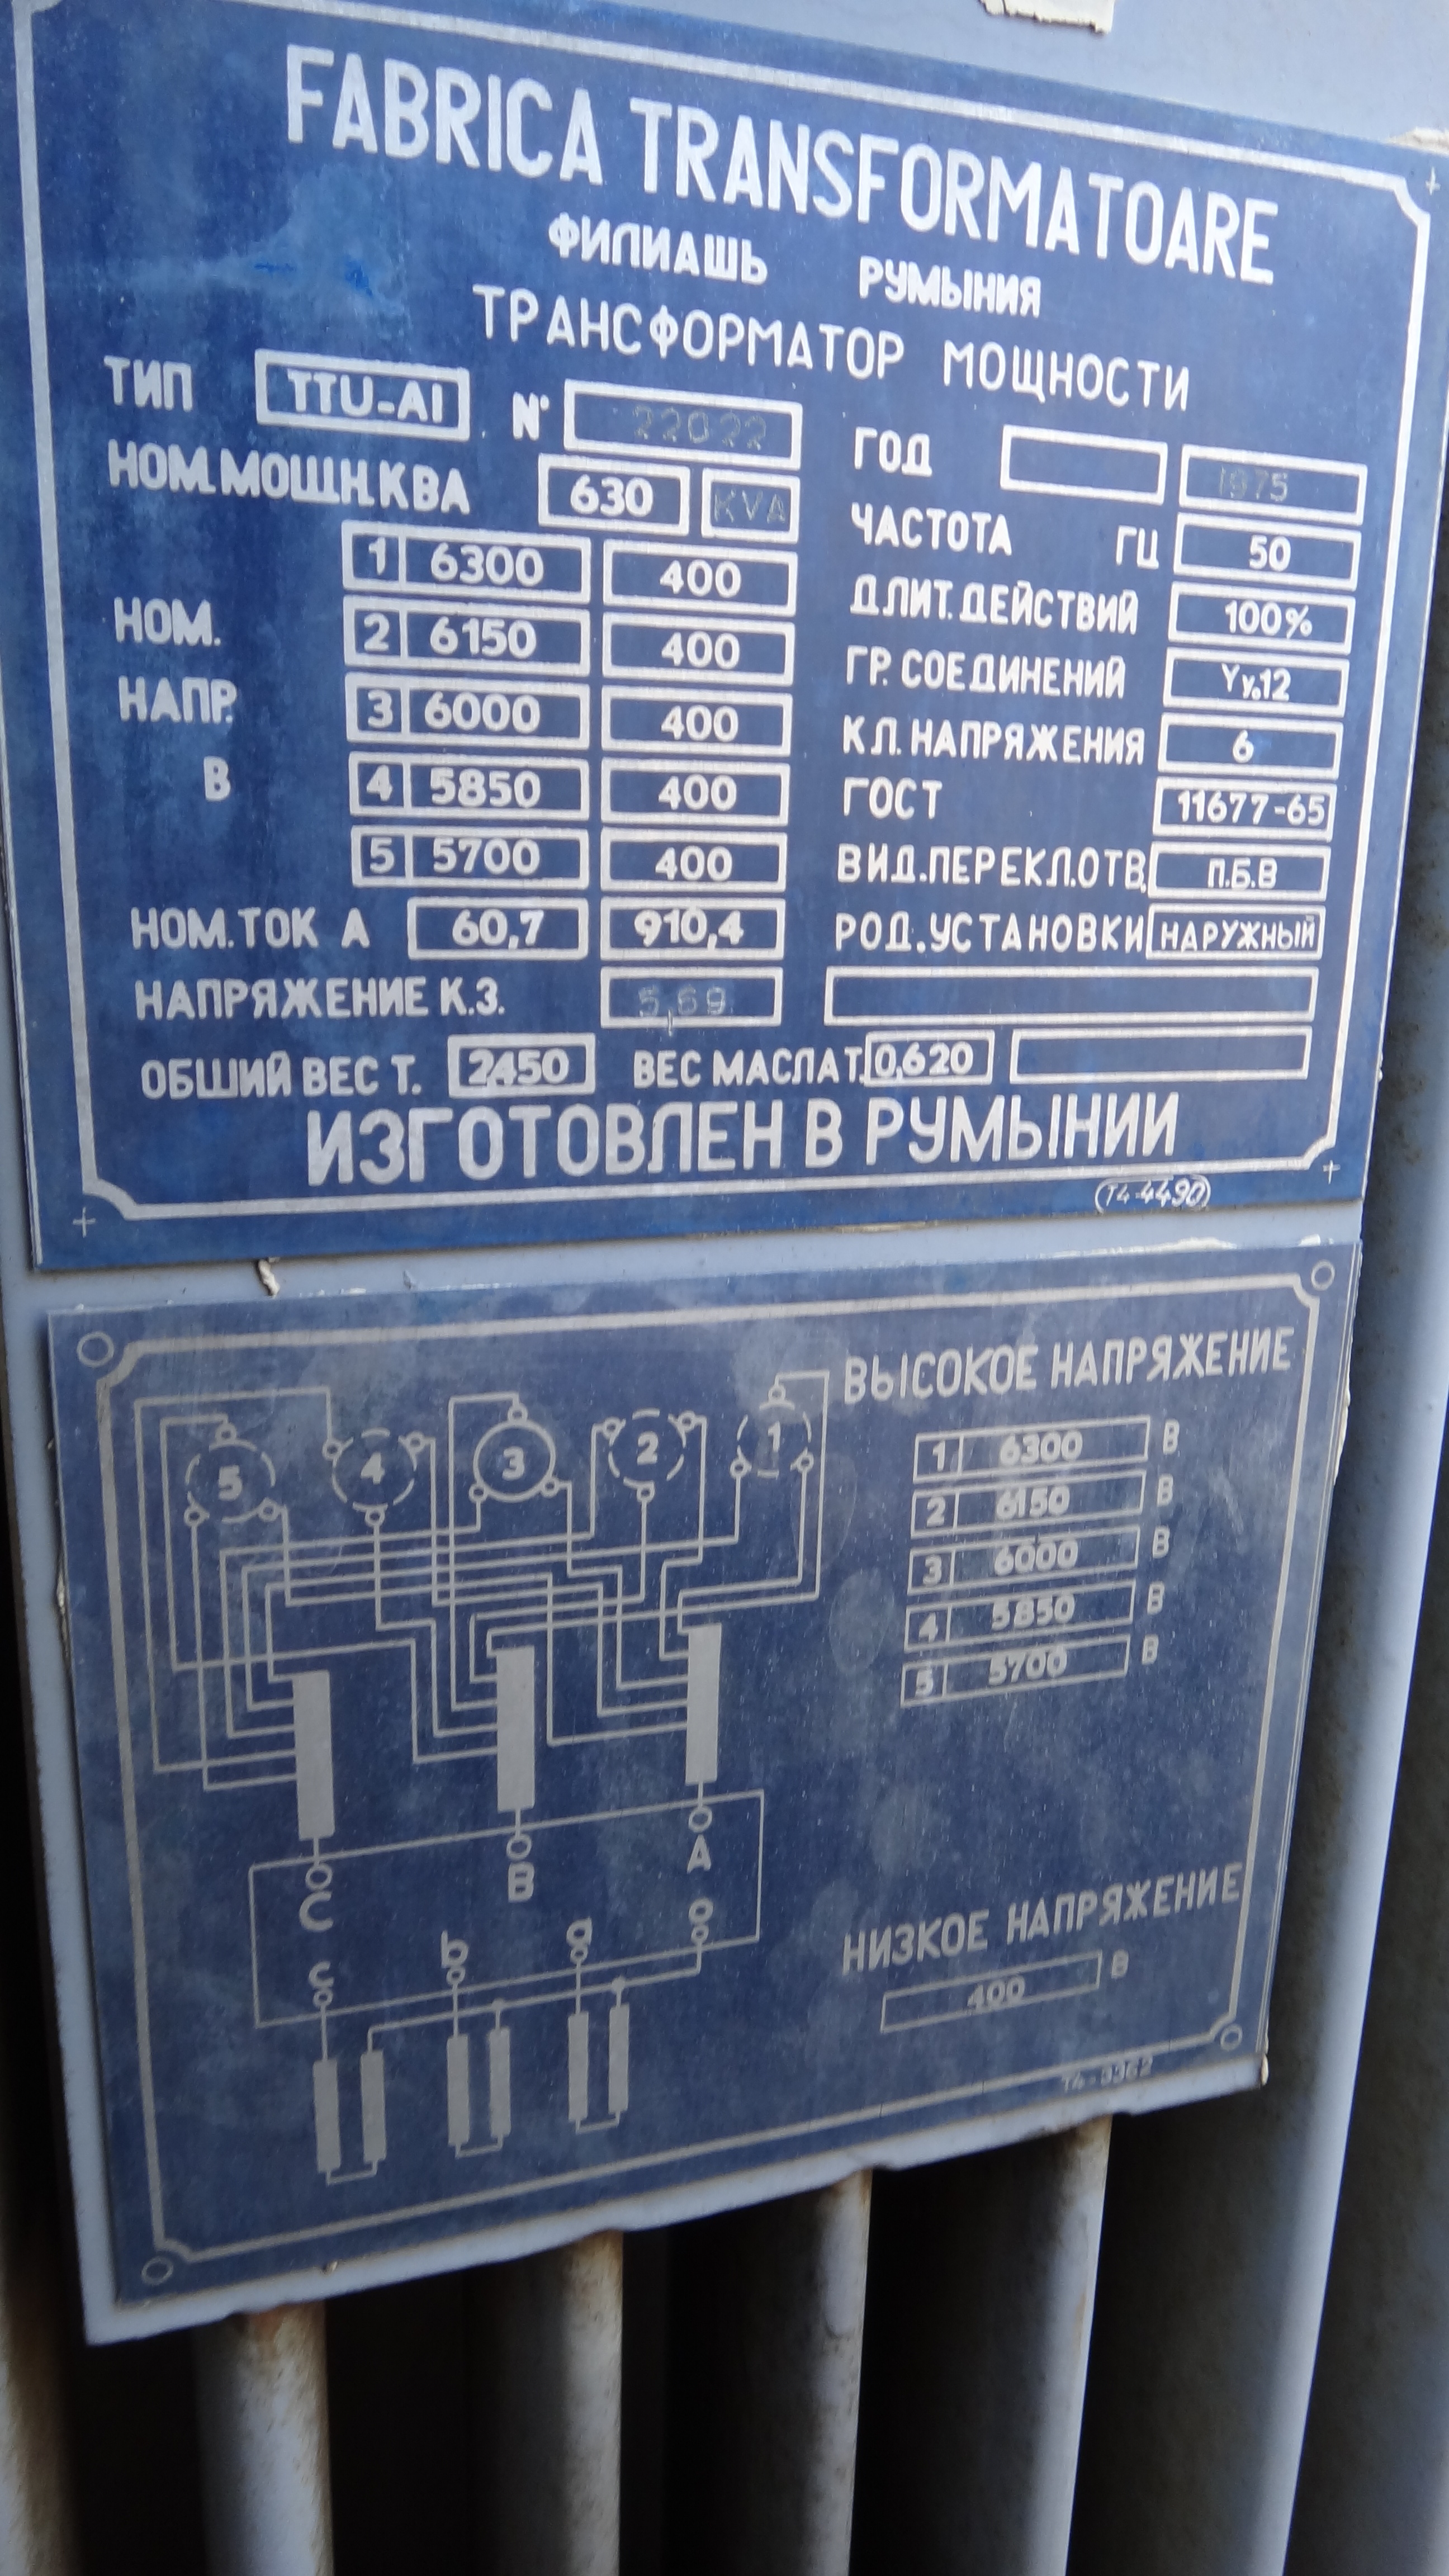 FABRICA TRANSFORMATOARE
ФИЛИАШЬ РУМЫНИЯ
ТРАНСФОРМАТОР МОЩНОСТИ
ТИП TTU-AI N° 22022
НОМ.МОЩН.КВА 630 KVA
НОМ. НАПР. В
1 6300 400
2 6150 400
3 6000 400
4 5850 400
5 5700 400
НОМ.ТОК А 60,7 910,4
НАПРЯЖЕНИЕ К.З. 5,69
ГОД 1975
ЧАСТОТА ГЦ 50
ДЛИТ.ДЕЙСТВИЙ 100%
ГР. СОЕДИНЕНИЙ Yy₀12
КЛ. НАПРЯЖЕНИЯ 6
ГОСТ 11677-65
ВИД.ПЕРЕКЛ.ОТВ. П.Б.В
РОД.УСТАНОВКИ НАРУЖНЫЙ
ОБШИЙ ВЕС Т. 2450 ВЕС МАСЛА Т. 0,620
ИЗГОТОВЛЕН В РУМЫНИИ
T4-4490
5 4 3 2 1
C B A
c b a o
ВЫСОКОЕ НАПРЯЖЕНИЕ
1 6300 В
2 6150 В
3 6000 В
4 5850 В
5 5700 В
НИЗКОЕ НАПРЯЖЕНИЕ
400 В